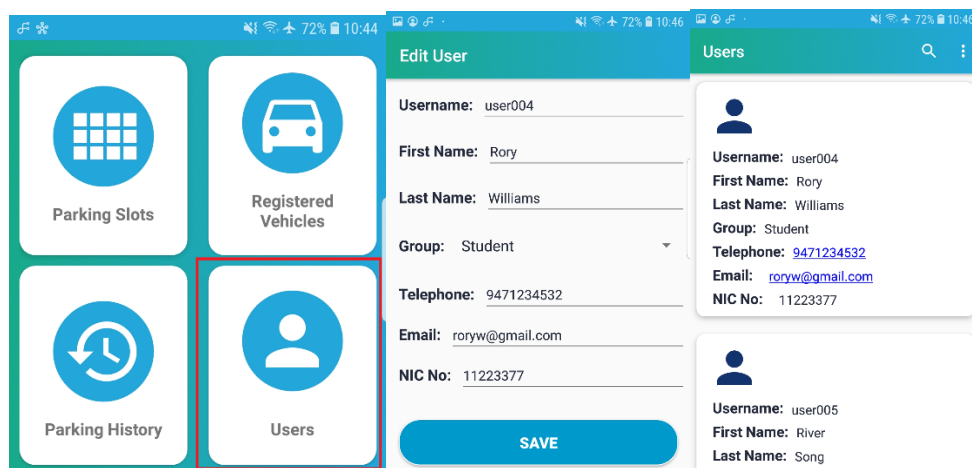 72% 10:44
Parking Slots
Registered
Vehicles
Parking History
Users
72% 10:46
Edit User
Username: user004
First Name: Rory
Last Name: Williams
Group: Student
Telephone: 9471234532
Email: roryw@gmail.com
NIC No: 11223377
SAVE
72% 10:46
Users
Username: user004
First Name: Rory
Last Name: Williams
Group: Student
Telephone: 9471234532
Email: roryw@gmail.com
NIC No: 11223377
Username: user005
First Name: River
Last Name: Song